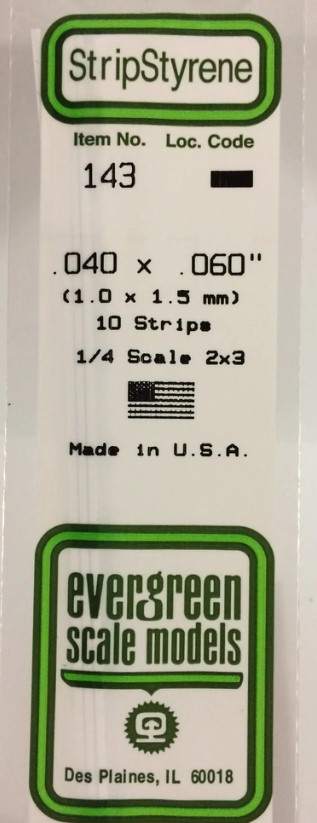 StripStyrene
Item No. Loc. Code
143
.040 x .060"
(1.0 x 1.5 mm)
10 Strips
1/4 Scale 2x3
Made in U.S.A.
evergreen
scale models
Des Plaines, IL 60018